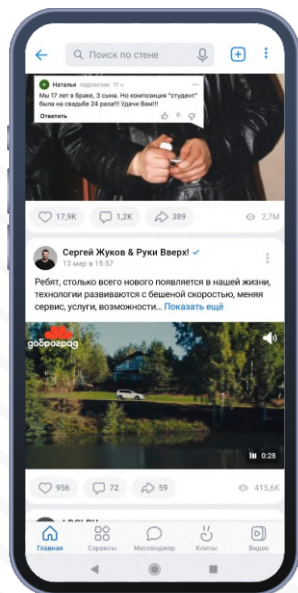 Поиск по стене
Наталья подписчик 11 ч
Мы 17 лет в браке, 3 сына. Но композиция "студент"
была на свадьбе 24 раза!!! Удачи Вам!!!
Ответить 0
17,9K 1,2K 389 2,7M
Сергей Жуков & Руки Вверх!
13 мар в 15:57
Ребят, столько всего нового появляется в нашей жизни,
технологии развиваются с бешеной скоростью, меняя
сервис, услуги, возможности... Показать ещё
доброград
0:28
956 72 59 415,6K
Главная Сервисы Мессенджер Клипы Видео